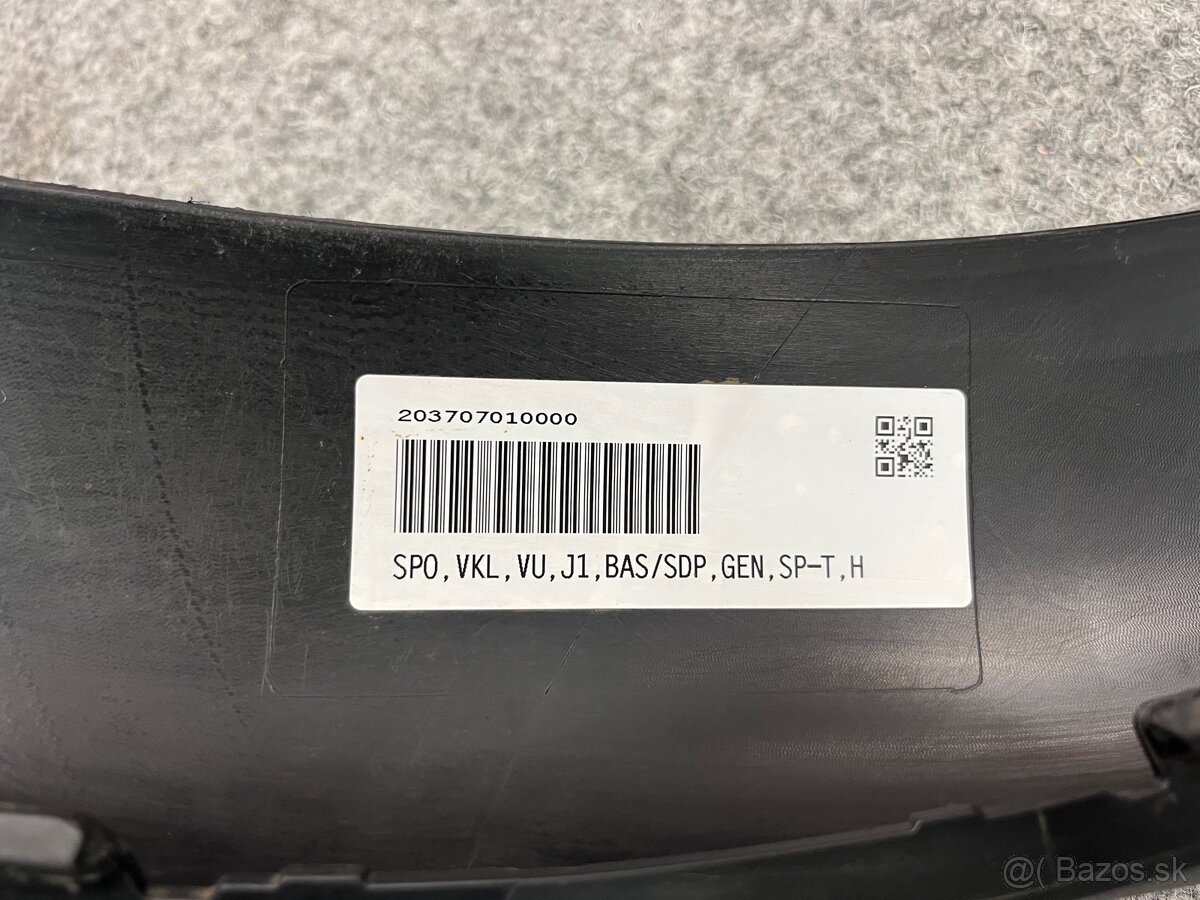 203707010000
SPO,VKL,VU,J1,BAS/SDP,GEN,SP-T,H
@( Bazos.sk